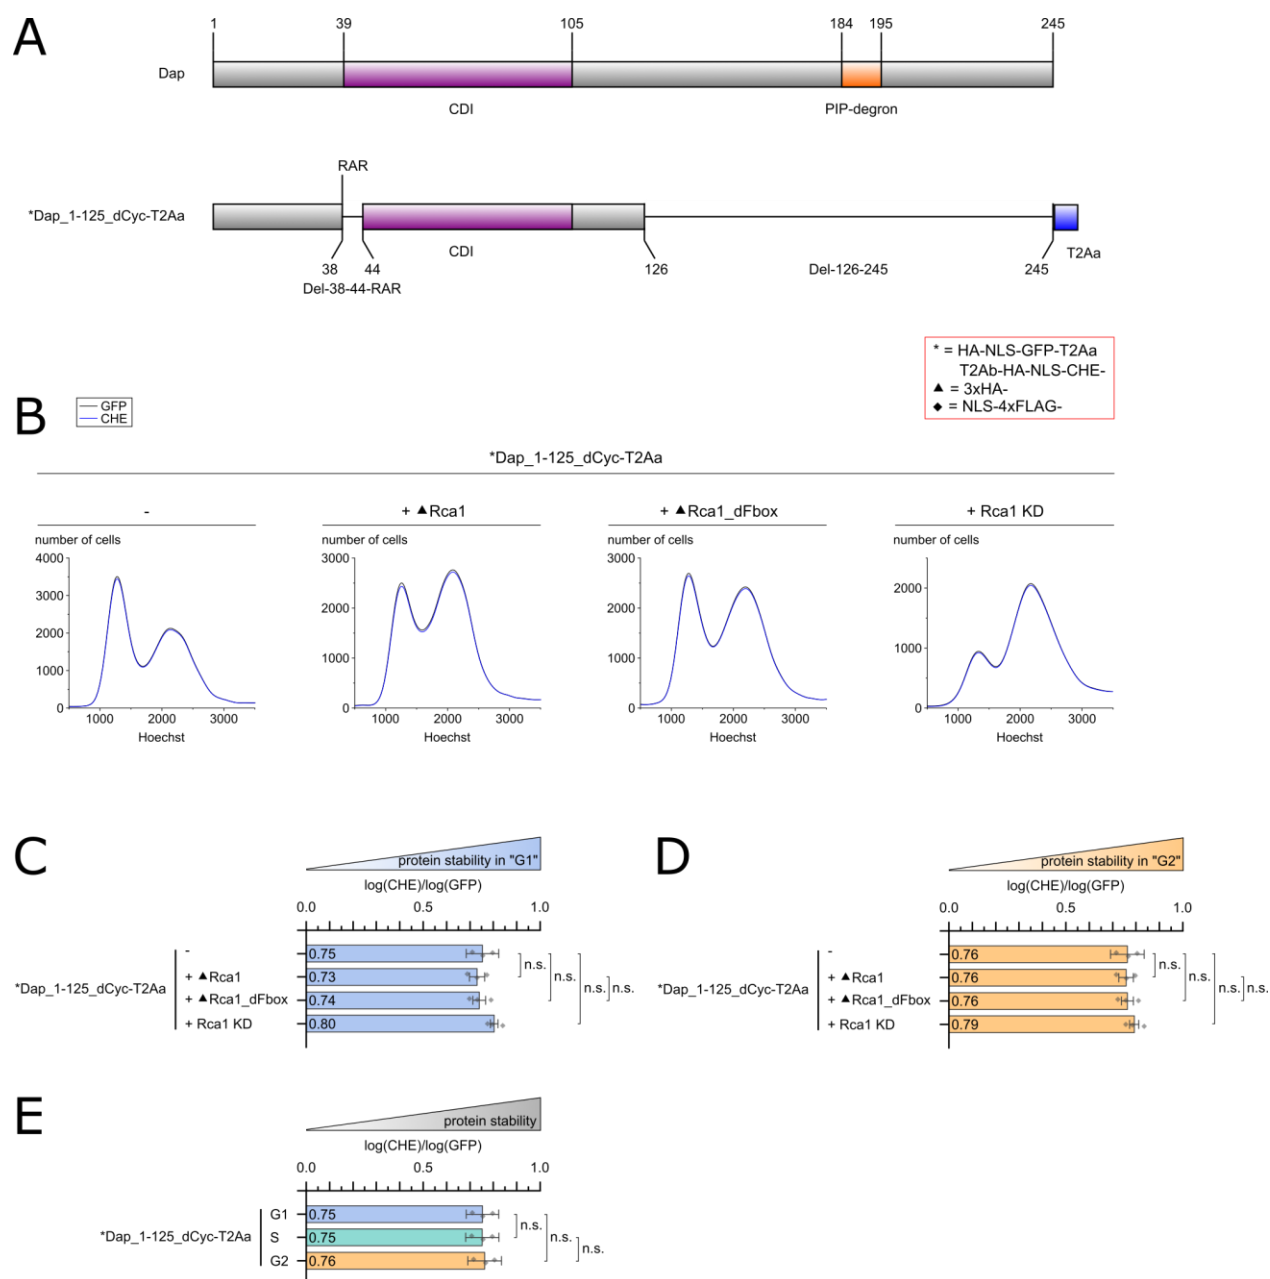 A
1 39 105 184 195 245
Dap
CDI PIP-degron
RAR
*Dap_1-125_dCyc-T2Aa
CDI T2Aa
38 44 126 Del-126-245 245
Del-38-44-RAR
* = HA-NLS-GFP-T2Aa
T2Ab-HA-NLS-CHE-
▲ = 3xHA-
◆ = NLS-4xFLAG-
B
GFP
CHE
*Dap_1-125_dCyc-T2Aa
- + ▲Rca1 + ▲Rca1_dFbox + Rca1 KD
number of cells
4000
3000
2000
1000
0
1000 2000 3000
Hoechst
number of cells
3000
2000
1000
0
1000 2000 3000
Hoechst
number of cells
3000
2000
1000
0
1000 2000 3000
Hoechst
number of cells
2000
1000
0
1000 2000 3000
Hoechst
C
protein stability in "G1"
log(CHE)/log(GFP)
0.0 0.5 1.0
*Dap_1-125_dCyc-T2Aa
- 0.75
+ ▲Rca1 0.73
+ ▲Rca1_dFbox 0.74
+ Rca1 KD 0.80
n.s. n.s. n.s. n.s.
D
protein stability in "G2"
log(CHE)/log(GFP)
0.0 0.5 1.0
*Dap_1-125_dCyc-T2Aa
- 0.76
+ ▲Rca1 0.76
+ ▲Rca1_dFbox 0.76
+ Rca1 KD 0.79
n.s. n.s. n.s. n.s.
E
protein stability
log(CHE)/log(GFP)
0.0 0.5 1.0
*Dap_1-125_dCyc-T2Aa
G1 0.75
S 0.75
G2 0.76
n.s. n.s. n.s.